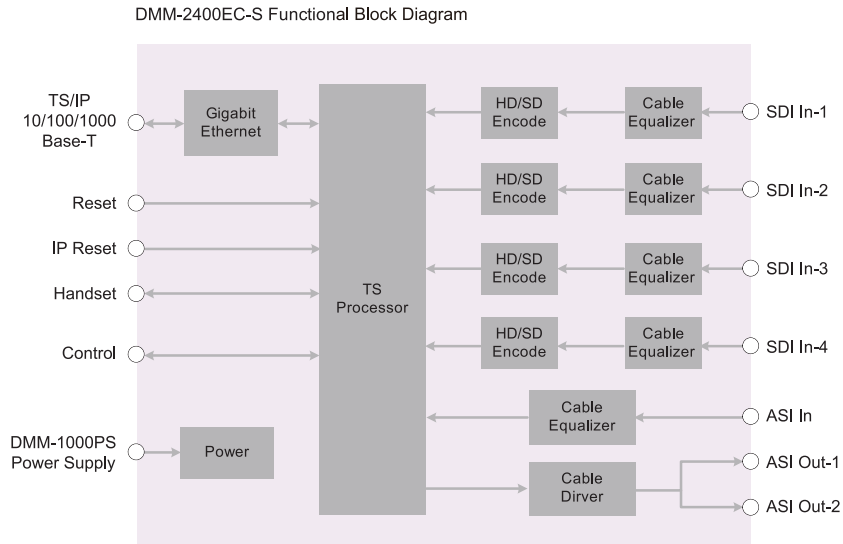 DMM-2400EC-S Functional Block Diagram
TS/IP
10/100/1000
Base-T
Gigabit
Ethernet
Reset
IP Reset
Handset
Control
DMM-1000PS
Power Supply
Power
TS
Processor
HD/SD
Encode
Cable
Equalizer
SDI In-1
HD/SD
Encode
Cable
Equalizer
SDI In-2
HD/SD
Encode
Cable
Equalizer
SDI In-3
HD/SD
Encode
Cable
Equalizer
SDI In-4
Cable
Equalizer
ASI In
Cable
Dirver
ASI Out-1
ASI Out-2